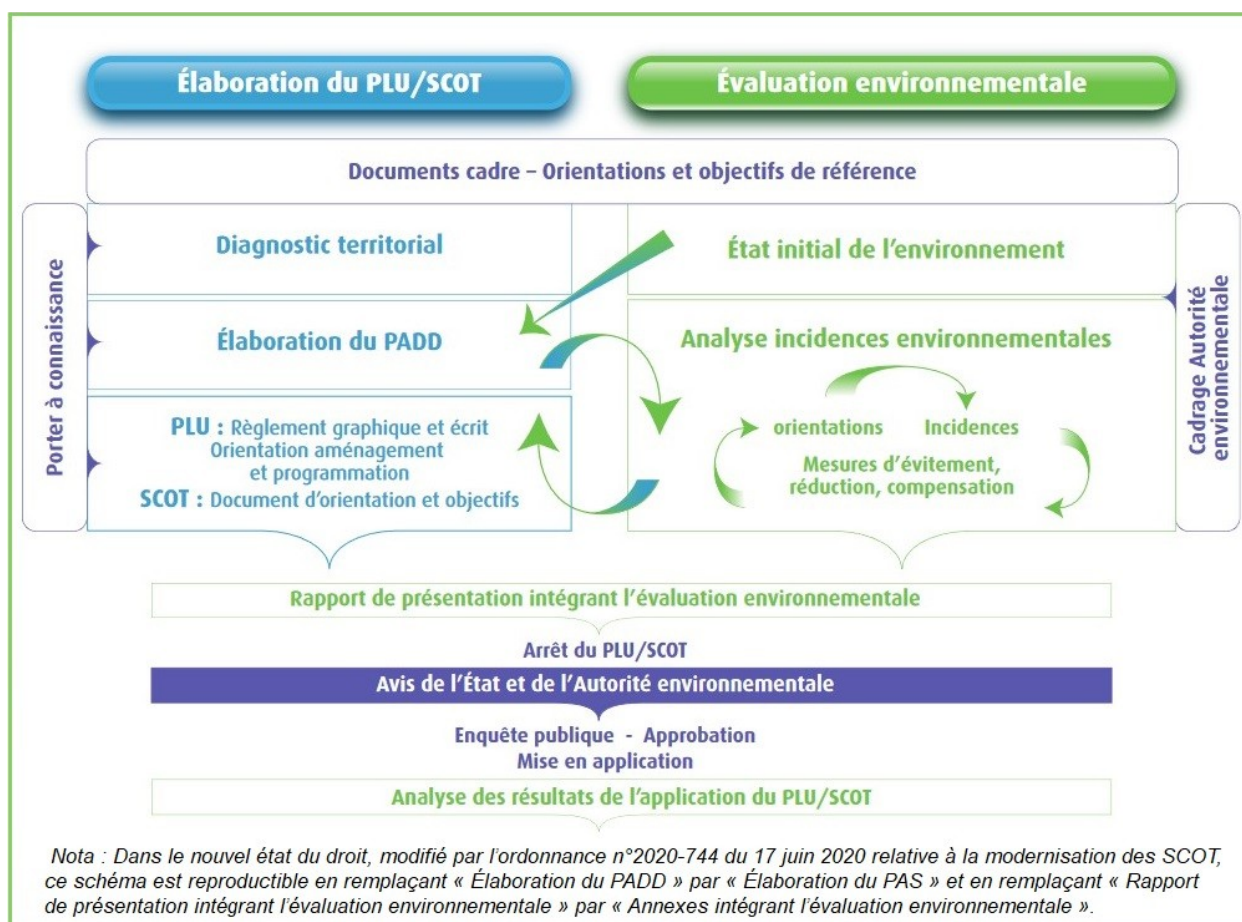 Élaboration du PLU/SCOT
Évaluation environnementale
Documents cadre – Orientations et objectifs de référence
Porter à connaissance
Diagnostic territorial
État initial de l’environnement
Élaboration du PADD
Analyse incidences environnementales
PLU : Règlement graphique et écrit
Orientation aménagement
et programmation
SCOT : Document d’orientation et objectifs
orientations
Incidences
Mesures d’évitement,
réduction, compensation
Cadrage Autorité
environnementale
Rapport de présentation intégrant l’évaluation environnementale
Arrêt du PLU/SCOT
Avis de l’État et de l’Autorité environnementale
Enquête publique - Approbation
Mise en application
Analyse des résultats de l’application du PLU/SCOT
Nota : Dans le nouvel état du droit, modifié par l’ordonnance n°2020-744 du 17 juin 2020 relative à la modernisation des SCOT,
ce schéma est reproductible en remplaçant « Élaboration du PADD » par « Élaboration du PAS » et en remplaçant « Rapport
de présentation intégrant l’évaluation environnementale » par « Annexes intégrant l’évaluation environnementale ».